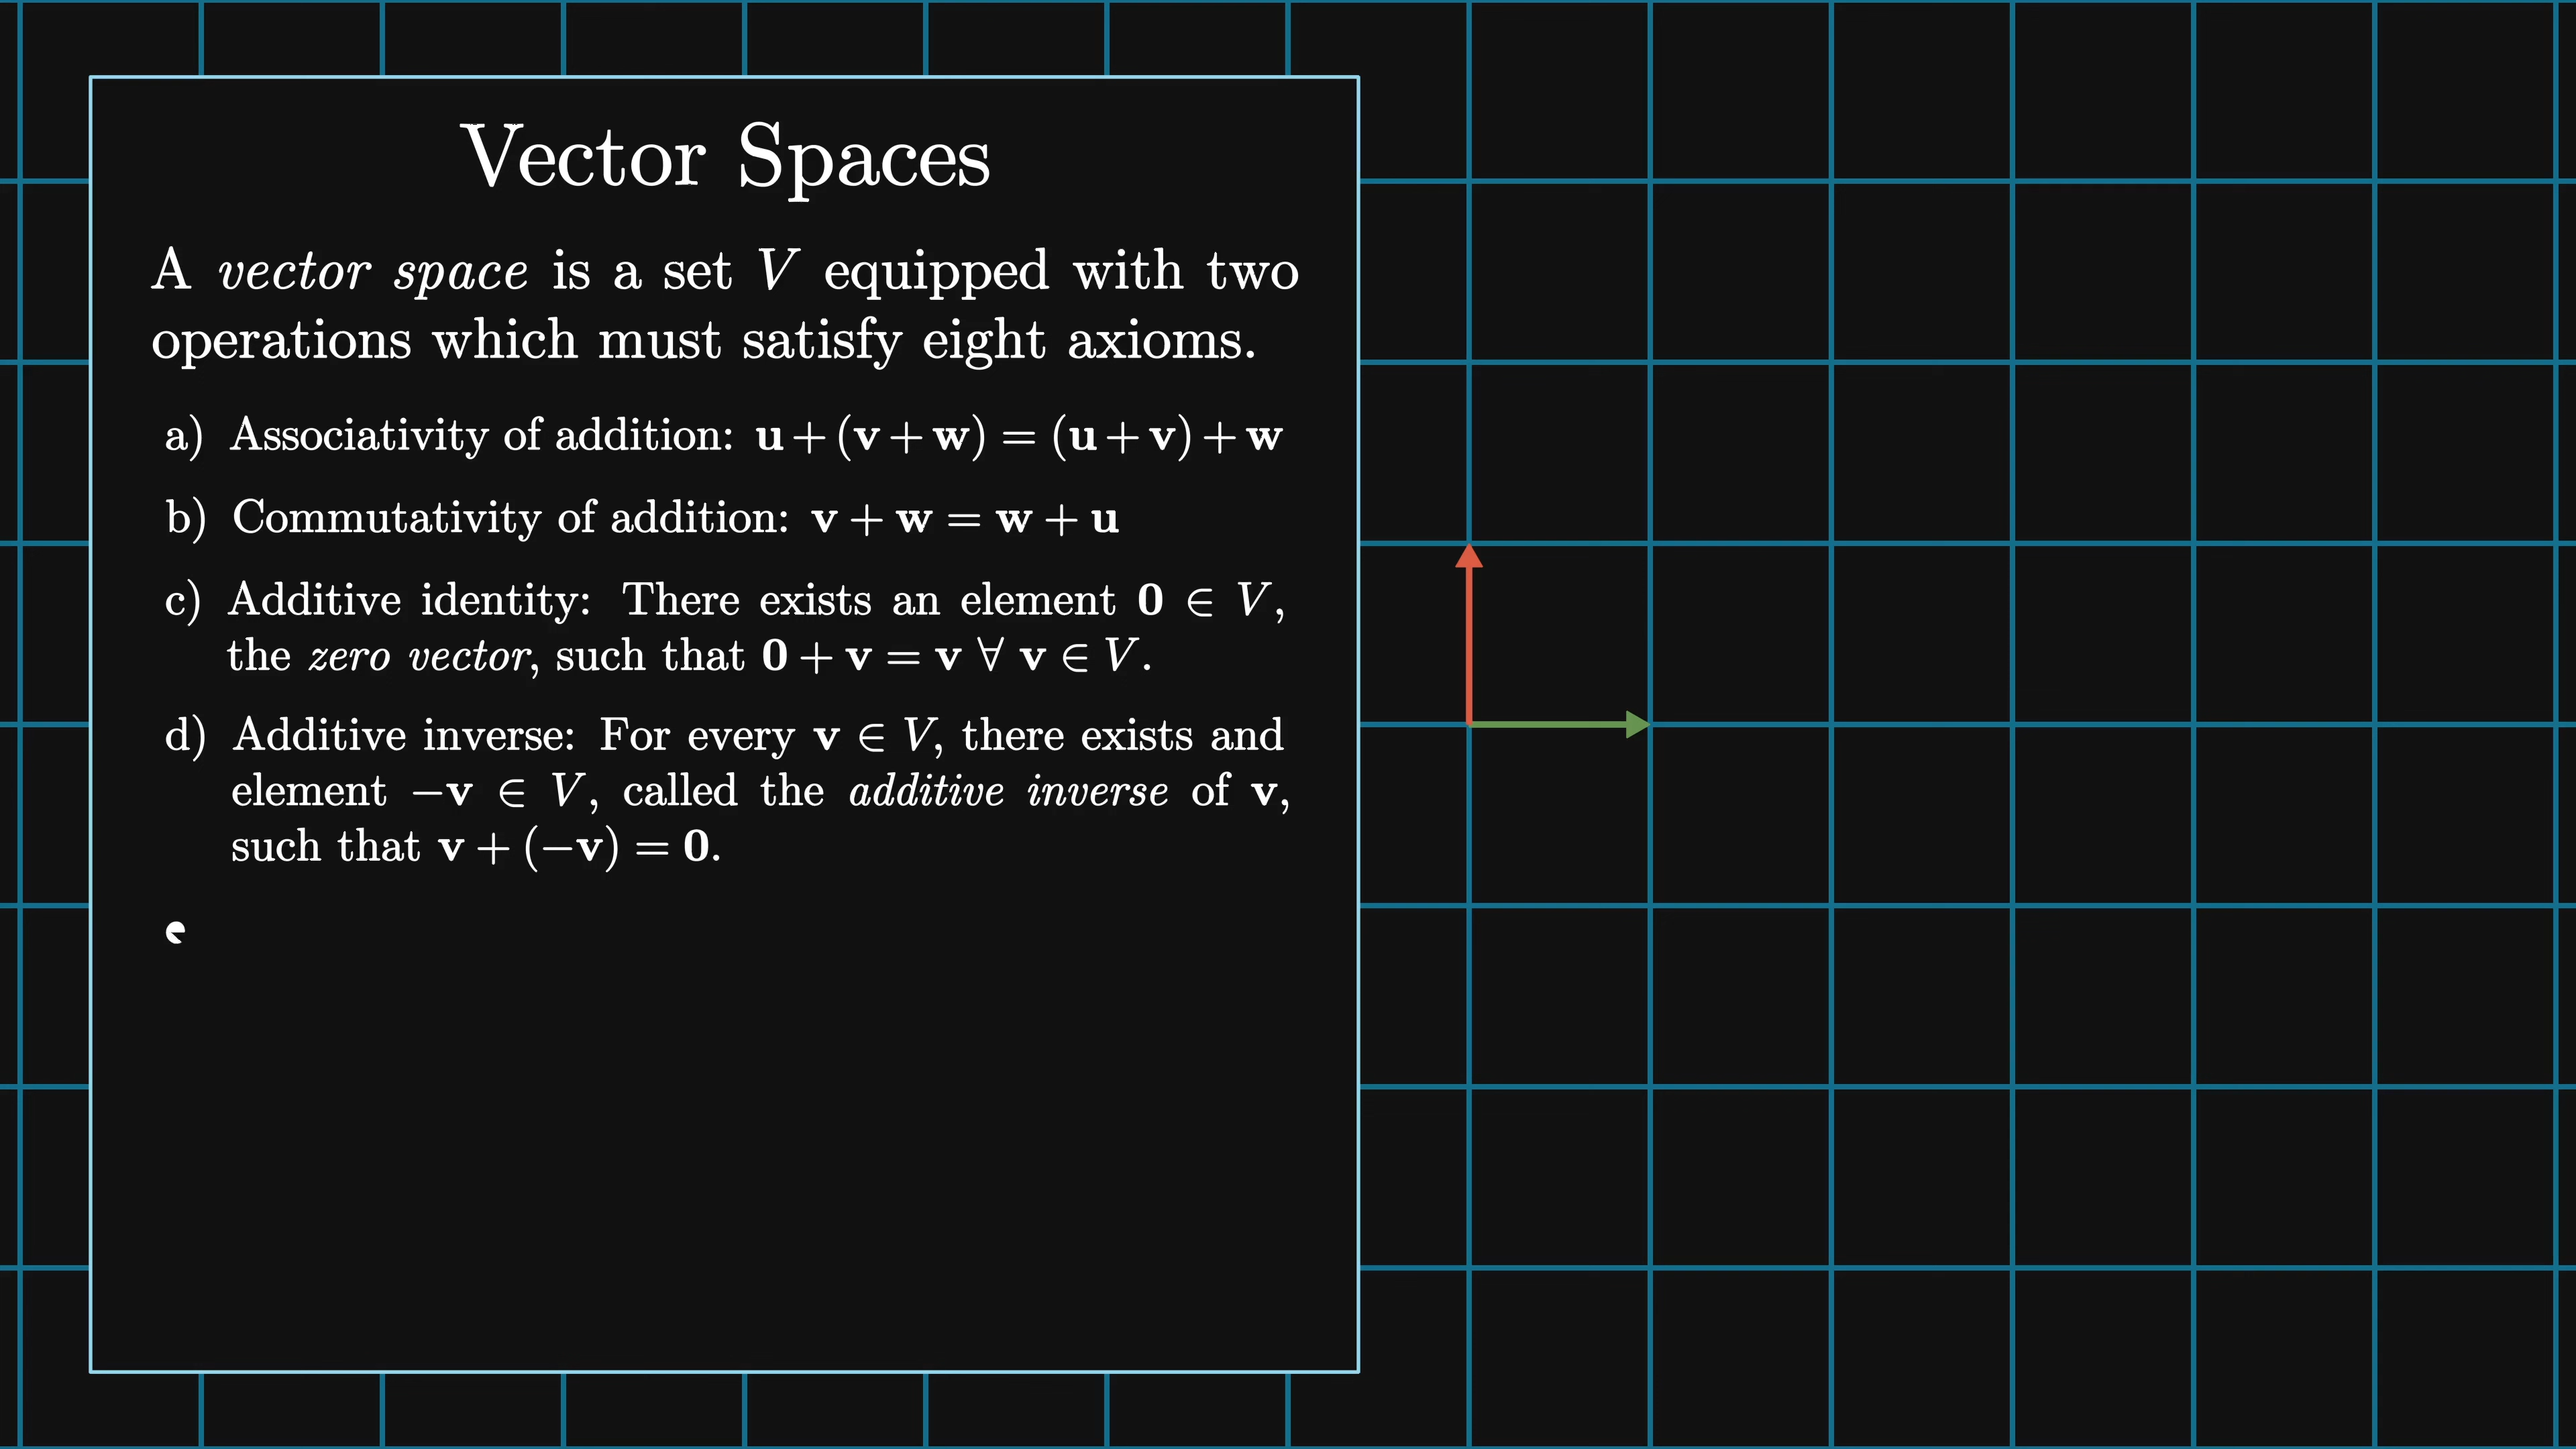 Vector Spaces
A vector space is a set V equipped with two
operations which must satisfy eight axioms.
a) Associativity of addition: u + (v + w) = (u + v) + w
b) Commutativity of addition: v + w = w + u
c) Additive identity: There exists an element 0 ∈ V,
the zero vector, such that 0 + v = v ∀ v ∈ V.
d) Additive inverse: For every v ∈ V, there exists and
element −v ∈ V, called the additive inverse of v,
such that v + (−v) = 0.
e